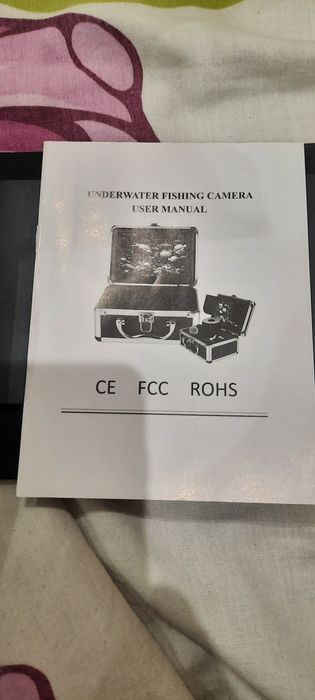 UNDERWATER FISHING CAMERA
USER MANUAL
CE FCC ROHS